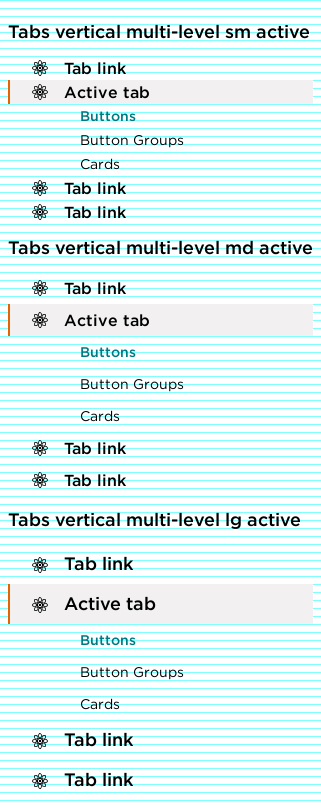 Tabs vertical multi-level sm active
Tab link
Active tab
Buttons
Button Groups
Cards
Tab link
Tab link
Tabs vertical multi-level md active
Tab link
Active tab
Buttons
Button Groups
Cards
Tab link
Tab link
Tabs vertical multi-level lg active
Tab link
Active tab
Buttons
Button Groups
Cards
Tab link
Tab link